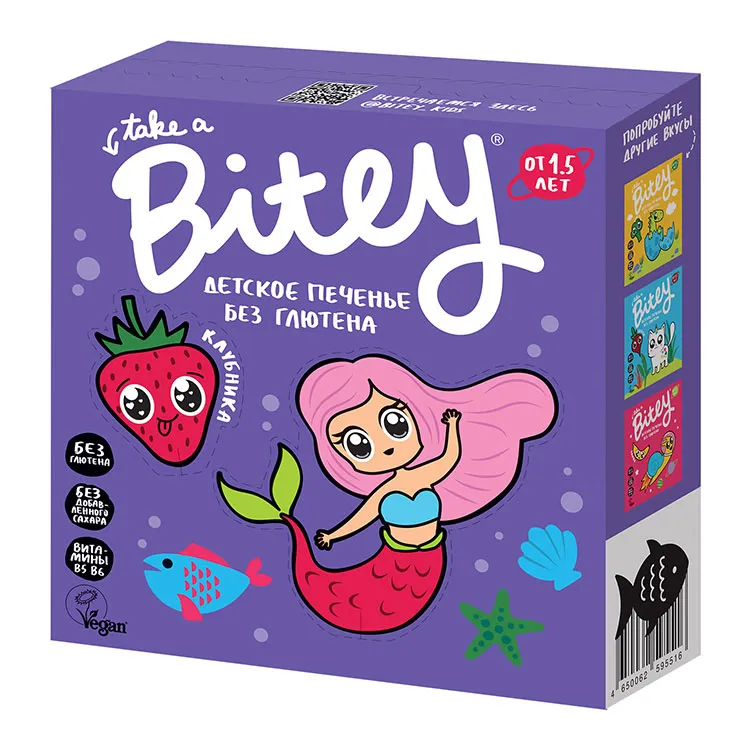 ВСТРЕЧАЕМСЯ ЗДЕСЬ
@BITEY_KIDS
take a
Bitey®
ОТ 1.5
ЛЕТ
ДЕТСКОЕ ПЕЧЕНЬЕ
БЕЗ ГЛЮТЕНА
КЛУБНИКА
БЕЗ
ГЛЮТЕНА
БЕЗ
ДОБАВ-
ЛЕННОГО
САХАРА
ВИТА-
МИНЫ
B5 B6
Vegan
ПОПРОБУЙТЕ
ДРУГИЕ ВКУСЫ
Bitey
Bitey
Bitey
4 650062 595516